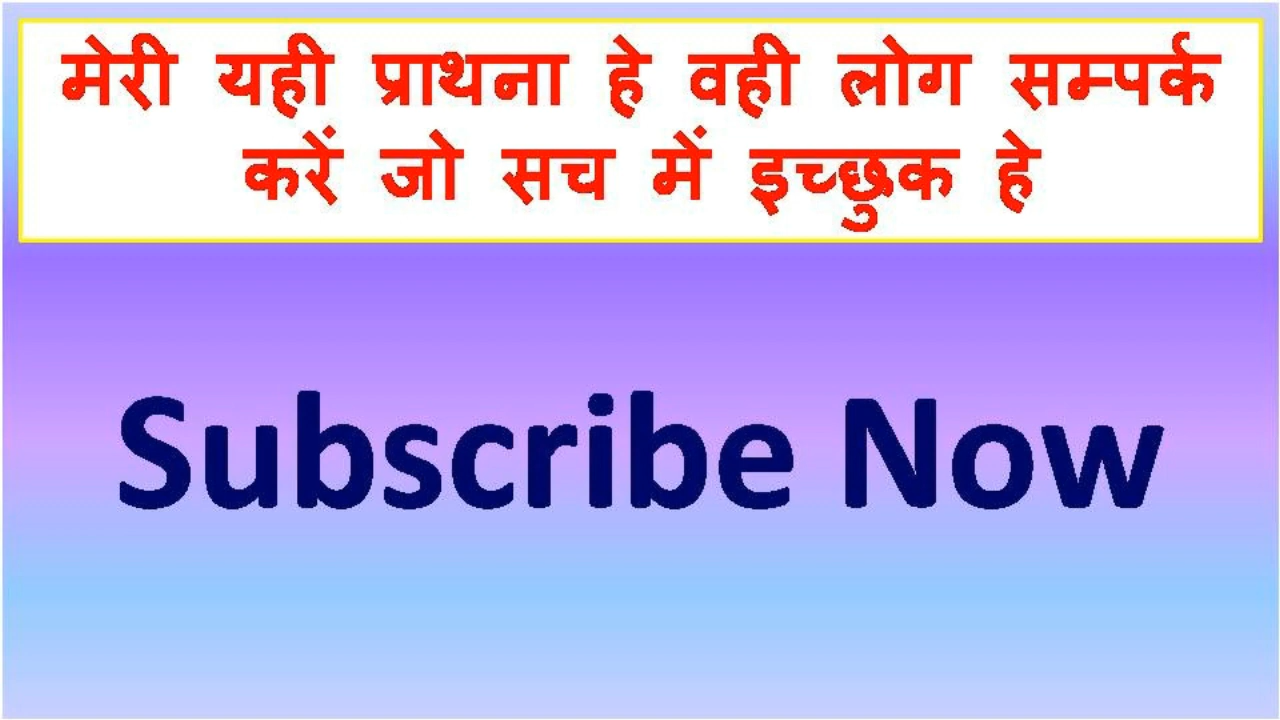 मेरी यही प्राथना हे वही लोग सम्पर्क
करें जो सच में इच्छुक हे
Subscribe Now